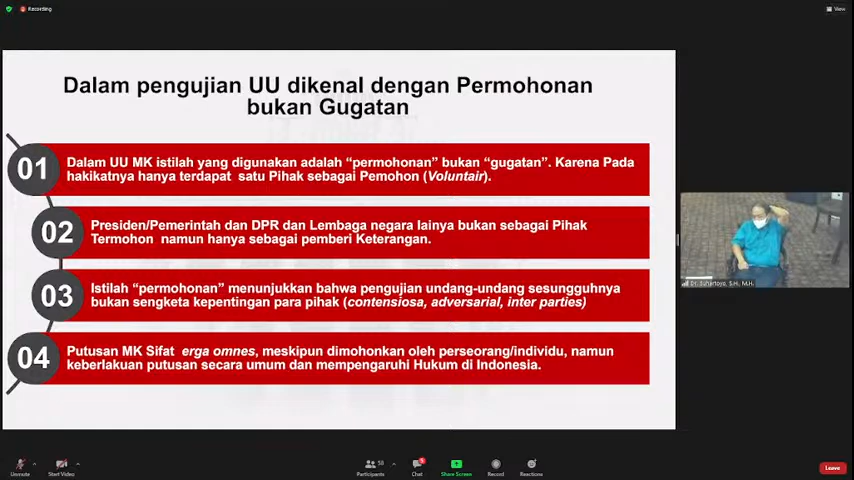 Recording
View
Dalam pengujian UU dikenal dengan Permohonan
bukan Gugatan
01
Dalam UU MK istilah yang digunakan adalah “permohonan” bukan “gugatan”. Karena Pada
hakikatnya hanya terdapat satu Pihak sebagai Pemohon (Voluntair).
02
Presiden/Pemerintah dan DPR dan Lembaga negara lainya bukan sebagai Pihak
Termohon namun hanya sebagai pemberi Keterangan.
03
Istilah “permohonan” menunjukkan bahwa pengujian undang-undang sesungguhnya
bukan sengketa kepentingan para pihak (contensiosa, adversarial, inter parties)
04
Putusan MK Sifat erga omnes, meskipun dimohonkan oleh perseorang/individu, namun
keberlakuan putusan secara umum dan mempengaruhi Hukum di Indonesia.
Dr. Suhartoyo, S.H., M.H.
Unmute
Start Video
Participants
Chat
Share Screen
Record
Reactions
Leave